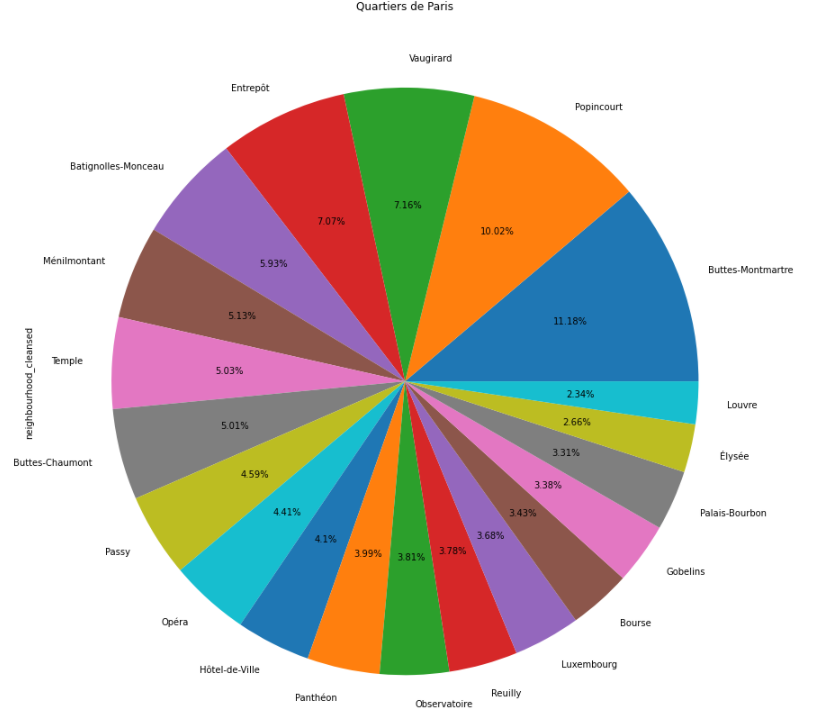 Quartiers de Paris
Vaugirard
Entrepôt
Popincourt
Batignolles-Monceau
7.16%
7.07%
10.02%
Ménilmontant
5.93%
Buttes-Montmartre
5.13%
11.18%
Temple
5.03%
neighbourhood_cleansed
2.34%
Louvre
Buttes-Chaumont
5.01%
2.66%
Élysée
4.59%
3.31%
Palais-Bourbon
3.38%
4.41%
3.43%
Passy
4.1%
3.99%
3.81%
3.78%
3.68%
Gobelins
Opéra
Bourse
Hôtel-de-Ville
Luxembourg
Panthéon
Reuilly
Observatoire